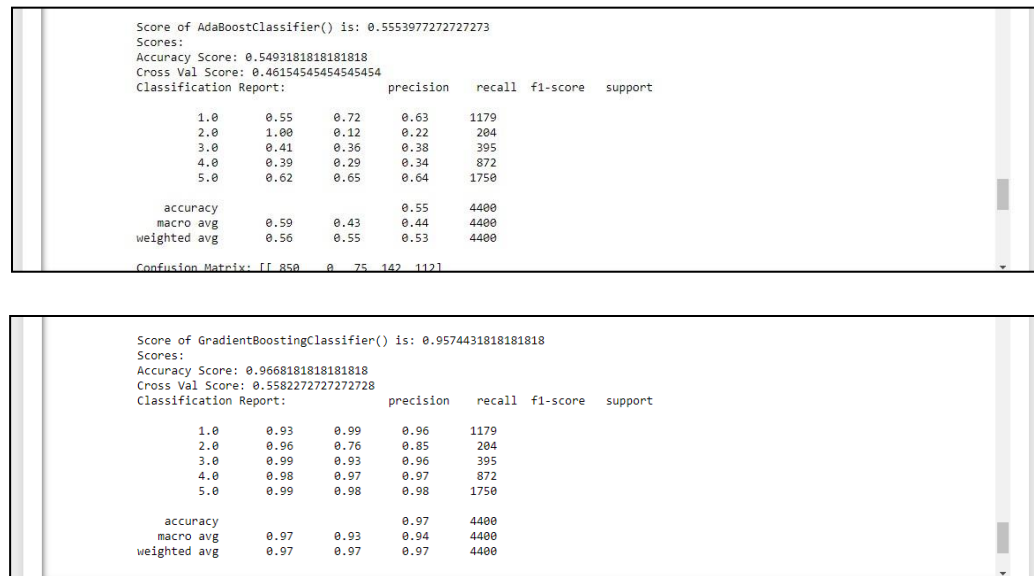 Score of AdaBoostClassifier() is: 0.5553977272727273
Scores:
Accuracy Score: 0.5493181818181818
Cross Val Score: 0.46154545454545454
Classification Report: precision recall f1-score support
1.0 0.55 0.72 0.63 1179
2.0 1.00 0.12 0.22 204
3.0 0.41 0.36 0.38 395
4.0 0.39 0.29 0.34 872
5.0 0.62 0.65 0.64 1750
accuracy 0.55 4400
macro avg 0.59 0.43 0.44 4400
weighted avg 0.56 0.55 0.53 4400
Confusion Matrix: [[ 850 0 75 142 112]
Score of GradientBoostingClassifier() is: 0.9574431818181818
Scores:
Accuracy Score: 0.9668181818181818
Cross Val Score: 0.5582272727272728
Classification Report: precision recall f1-score support
1.0 0.93 0.99 0.96 1179
2.0 0.96 0.76 0.85 204
3.0 0.99 0.93 0.96 395
4.0 0.98 0.97 0.97 872
5.0 0.99 0.98 0.98 1750
accuracy 0.97 4400
macro avg 0.97 0.93 0.94 4400
weighted avg 0.97 0.97 0.97 4400